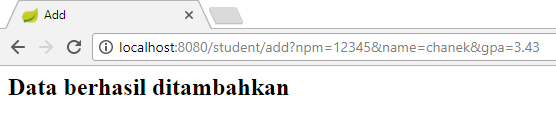 Add
localhost:8080/student/add?npm=12345&name=chanek&gpa=3.43
Data berhasil ditambahkan